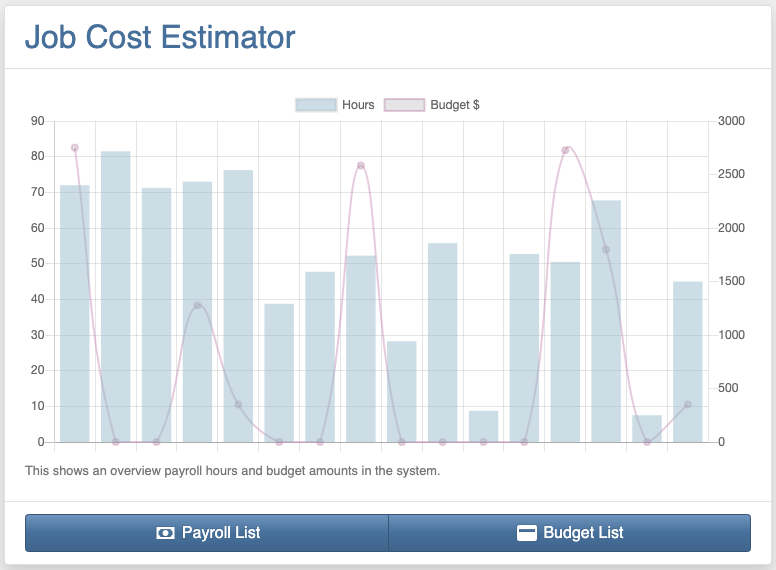 Job Cost Estimator
Hours Budget $
90 3000
80 2500
70
60 2000
50 1500
40
30 1000
20 500
10
0 0
This shows an overview payroll hours and budget amounts in the system.
Payroll List Budget List